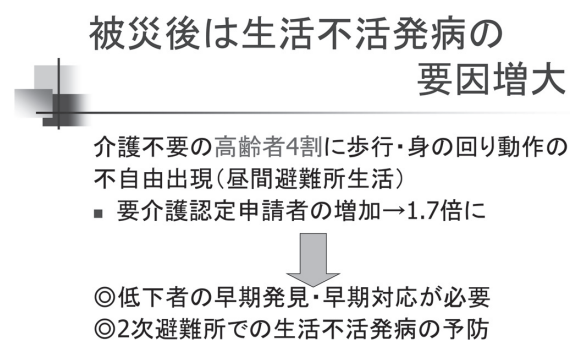 被災後は生活不活発病の
要因増大
介護不要の高齢者4割に歩行・身の回り動作の
不自由出現(昼間避難所生活)
■ 要介護認定申請者の増加→1.7倍に
◎低下者の早期発見・早期対応が必要
◎2次避難所での生活不活発病の予防